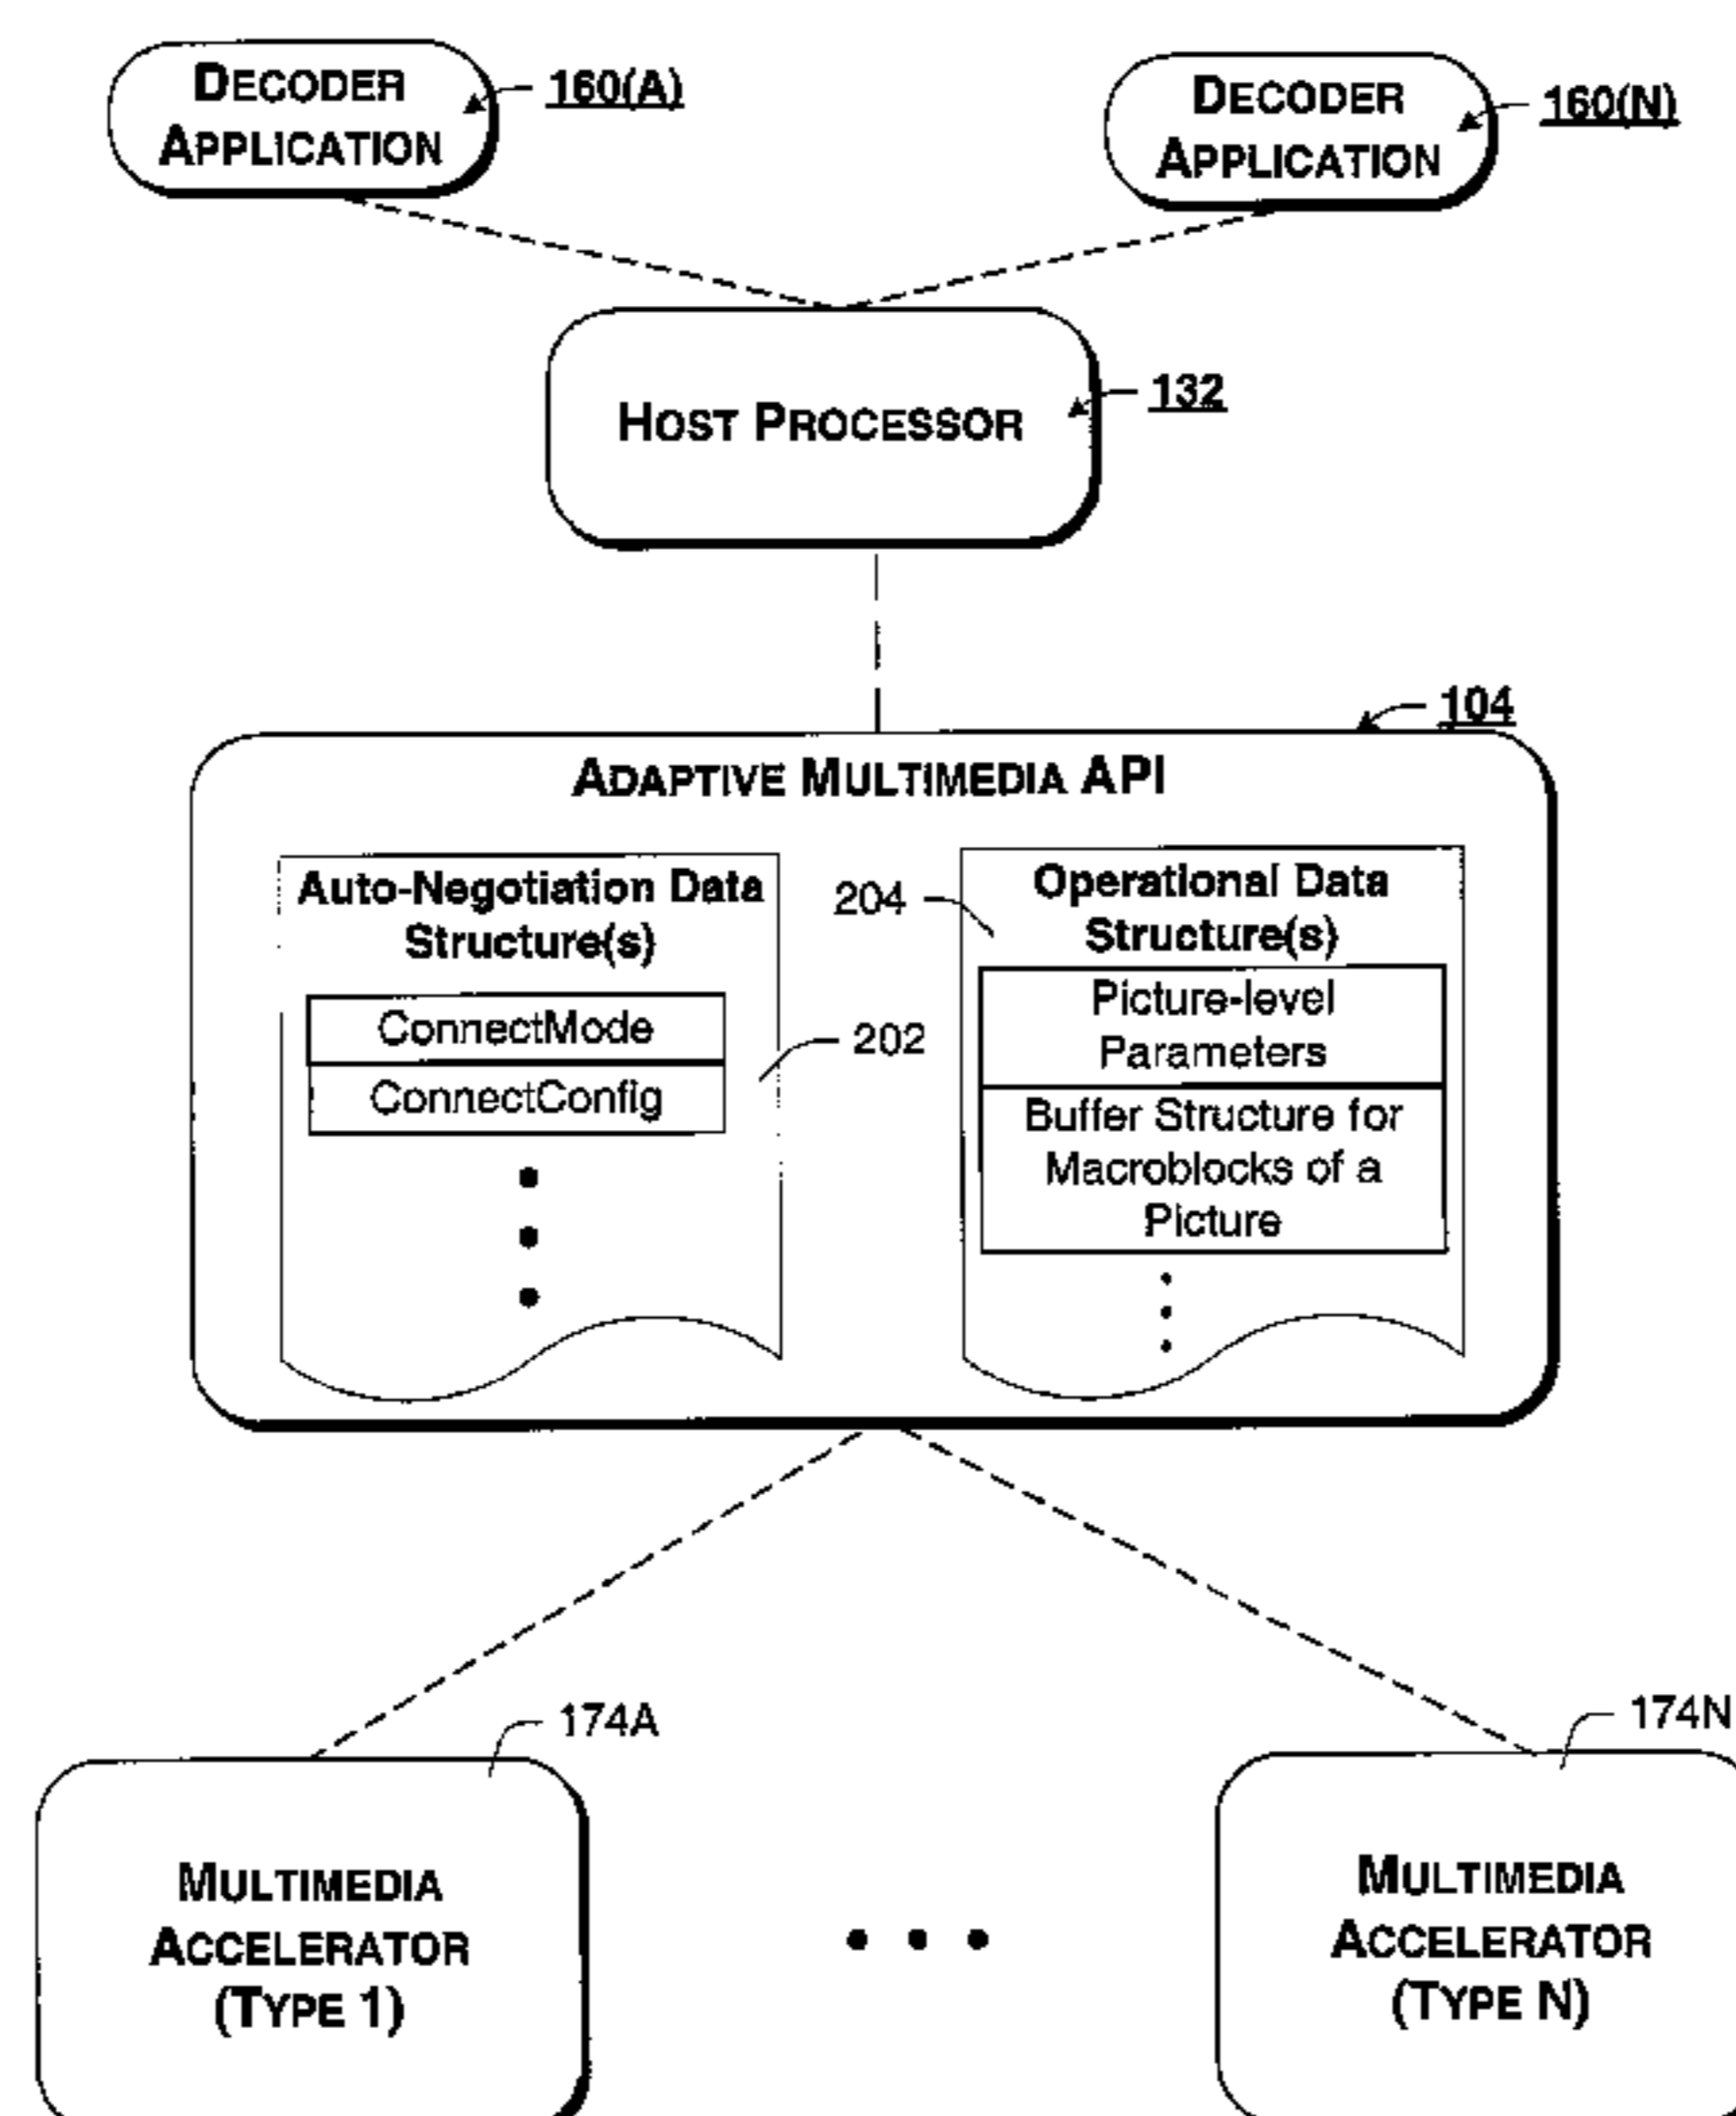 DECODER
APPLICATION
160(A)
DECODER
APPLICATION
160(N)
HOST PROCESSOR
132
104
ADAPTIVE MULTIMEDIA API
Auto-Negotiation Data
Structure(s)
ConnectMode
ConnectConfig
202
204
Operational Data
Structure(s)
Picture-level
Parameters
Buffer Structure for
Macroblocks of a
Picture
174A
MULTIMEDIA
ACCELERATOR
(TYPE 1)
174N
MULTIMEDIA
ACCELERATOR
(TYPE N)